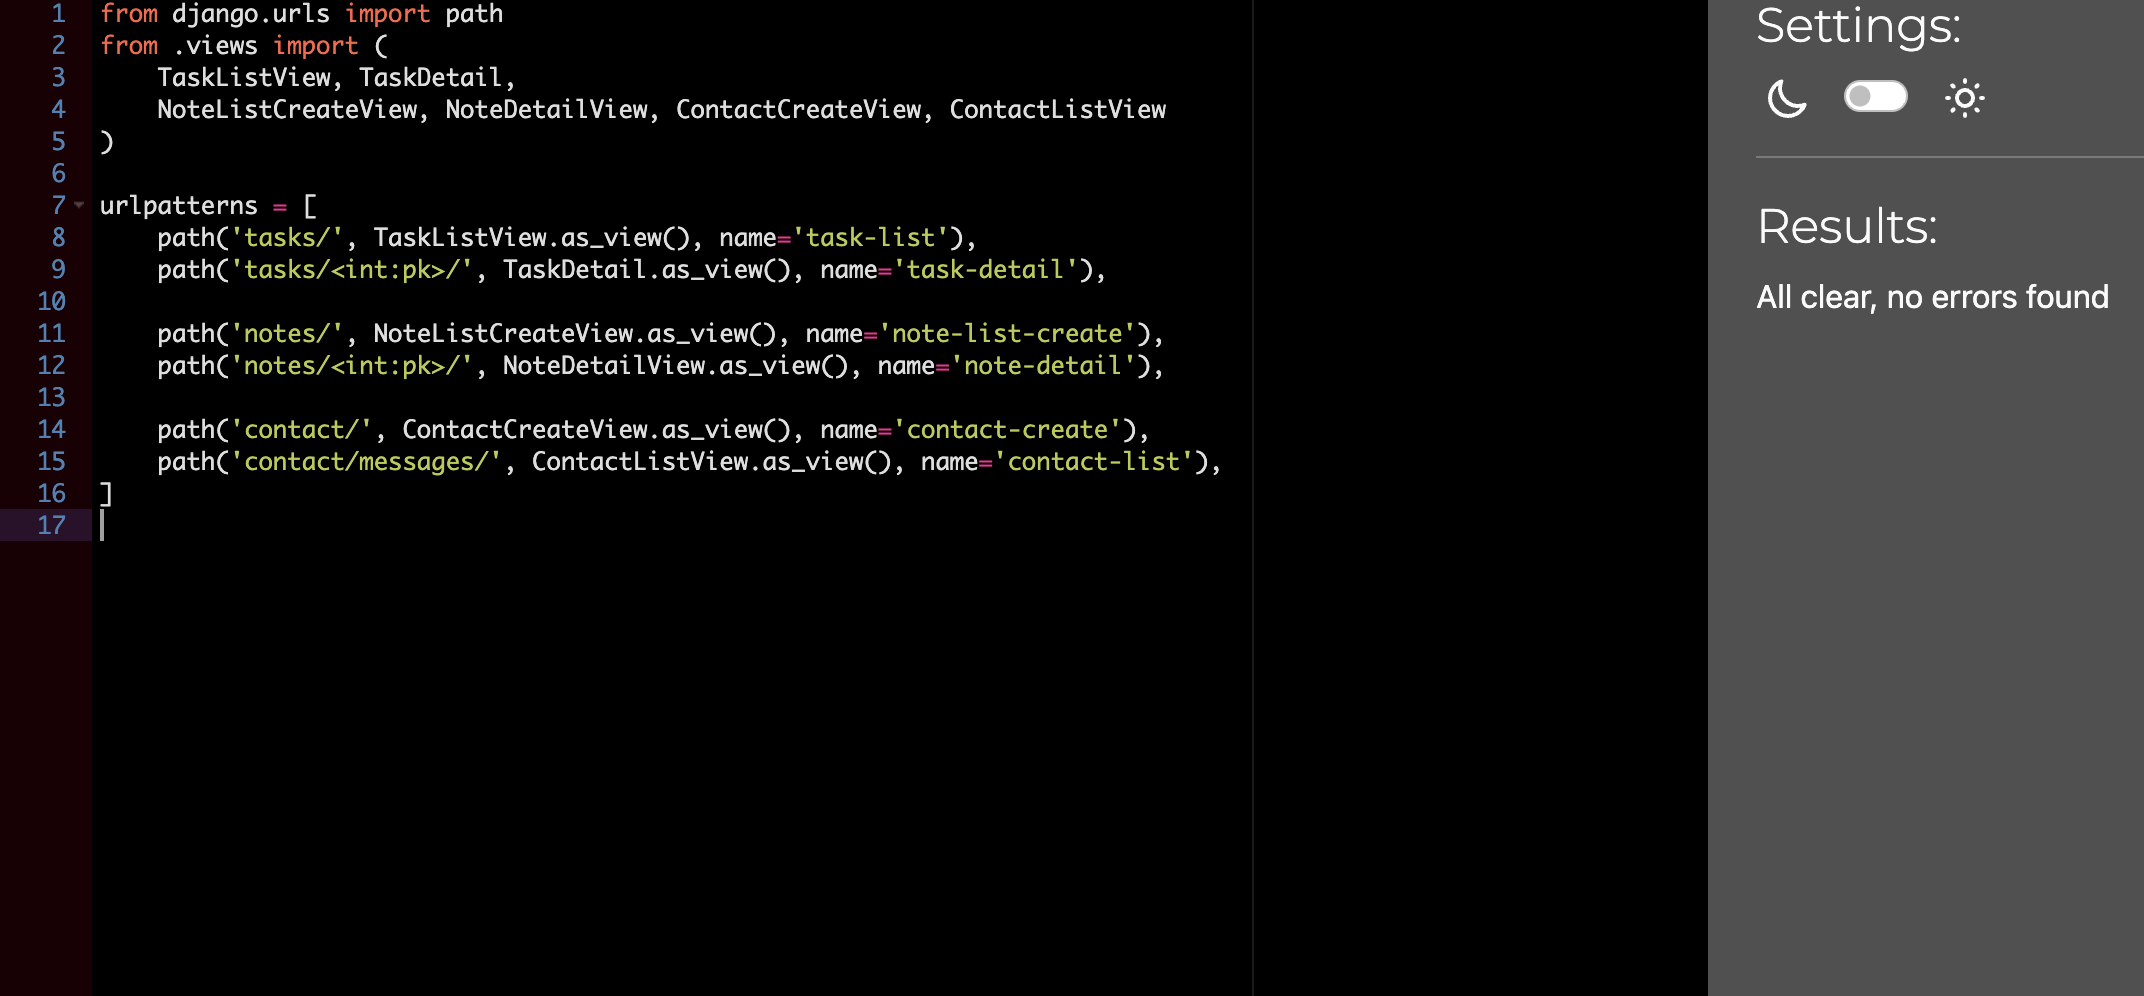 1 from django.urls import path
2 from .views import (
3     TaskListView, TaskDetail,
4     NoteListCreateView, NoteDetailView, ContactCreateView, ContactListView
5 )
6
7 urlpatterns = [
8     path('tasks/', TaskListView.as_view(), name='task-list'),
9     path('tasks/<int:pk>/', TaskDetail.as_view(), name='task-detail'),
10
11     path('notes/', NoteListCreateView.as_view(), name='note-list-create'),
12     path('notes/<int:pk>/', NoteDetailView.as_view(), name='note-detail'),
13
14     path('contact/', ContactCreateView.as_view(), name='contact-create'),
15     path('contact/messages/', ContactListView.as_view(), name='contact-list'),
16 ]
17
Settings:
Results:
All clear, no errors found